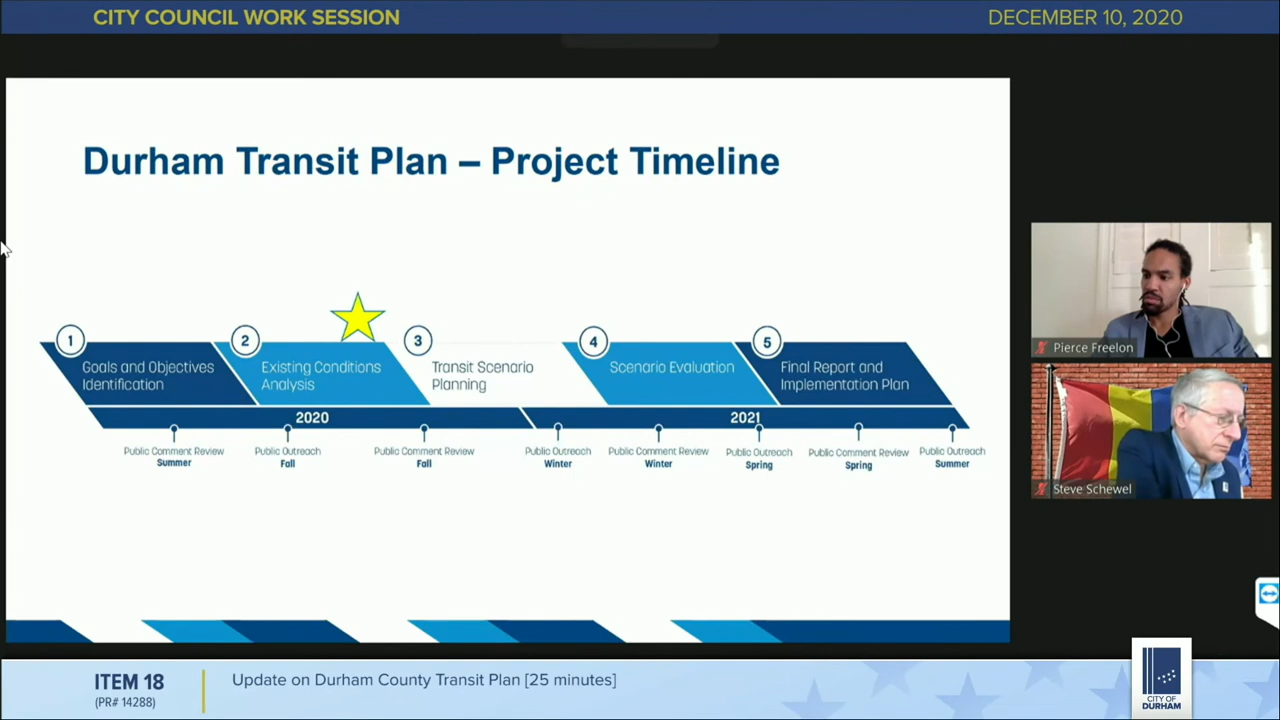 CITY COUNCIL WORK SESSION
DECEMBER 10, 2020
Durham Transit Plan – Project Timeline
1
Goals and Objectives
Identification
2
Existing Conditions
Analysis
3
Transit Scenario
Planning
4
Scenario Evaluation
5
Final Report and
Implementation Plan
2020
2021
Public Comment Review
Summer
Public Outreach
Fall
Public Comment Review
Fall
Public Outreach
Winter
Public Comment Review
Winter
Public Outreach
Spring
Public Comment Review
Spring
Public Outreach
Summer
Pierce Freelon
Steve Schewel
ITEM 18
(PR# 14288)
Update on Durham County Transit Plan [25 minutes]
CITY OF
DURHAM